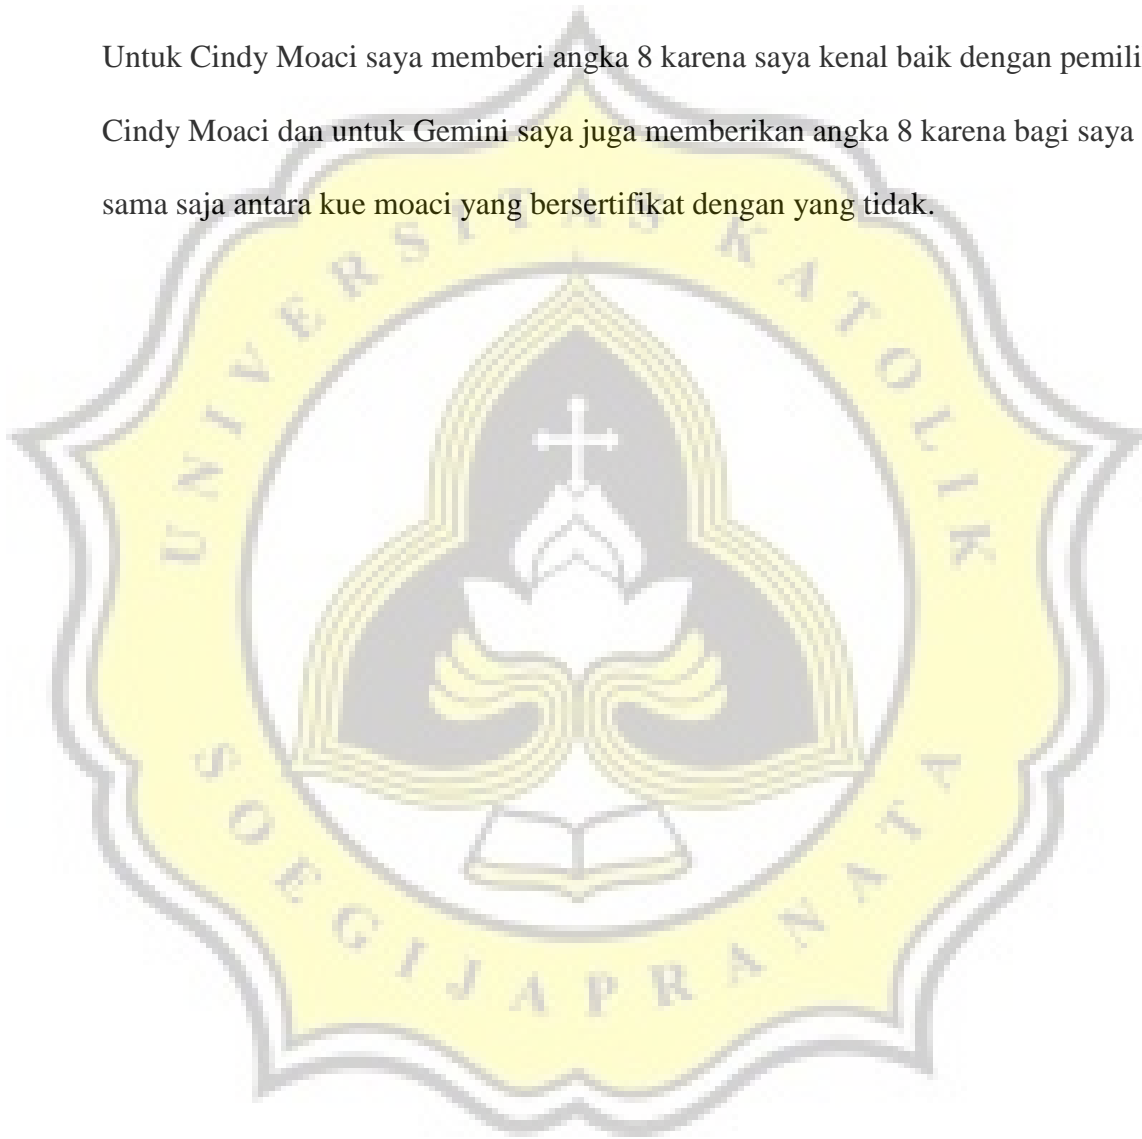 Untuk Cindy Moaci saya memberi angka 8 karena saya kenal baik dengan pemili
Cindy Moaci dan untuk Gemini saya juga memberikan angka 8 karena bagi saya
sama saja antara kue moaci yang bersertifikat dengan yang tidak.
UNIVERSITAS KATOLIK
SOEGIJAPRANATA